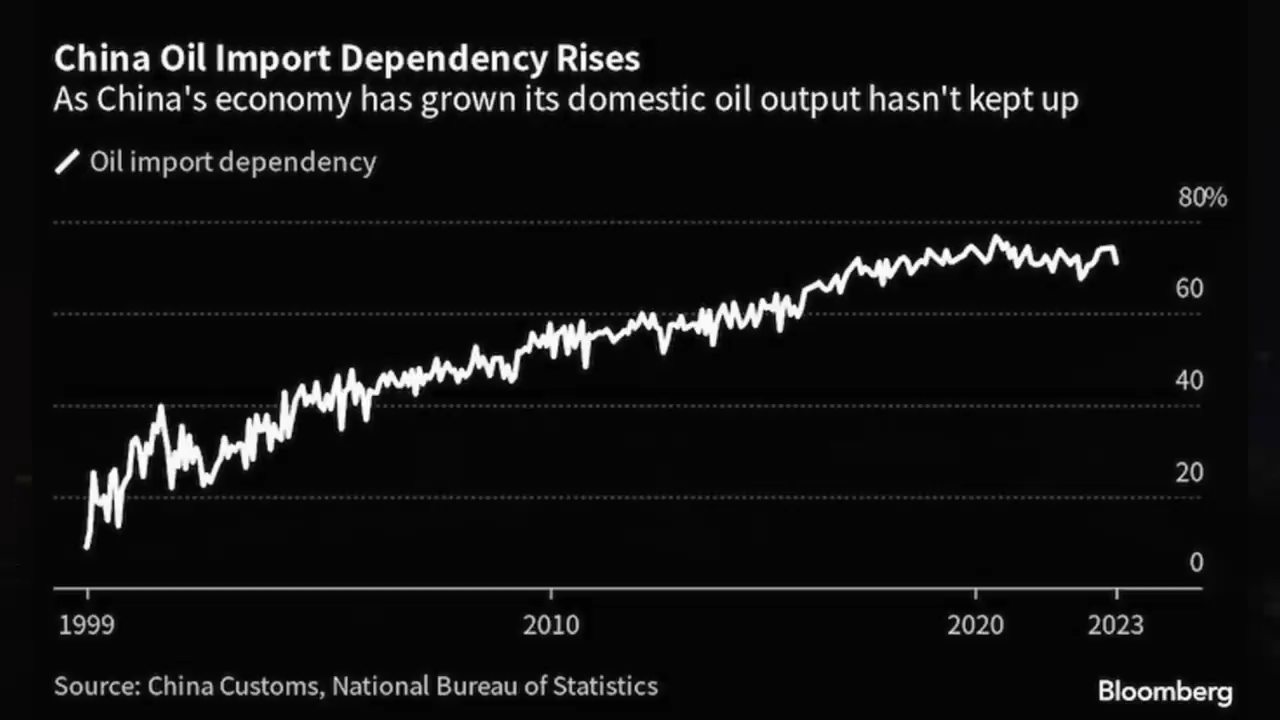 China Oil Import Dependency Rises
As China's economy has grown its domestic oil output hasn't kept up
Oil import dependency
80%
60
40
20
0
1999 2010 2020 2023
Source: China Customs, National Bureau of Statistics
Bloomberg